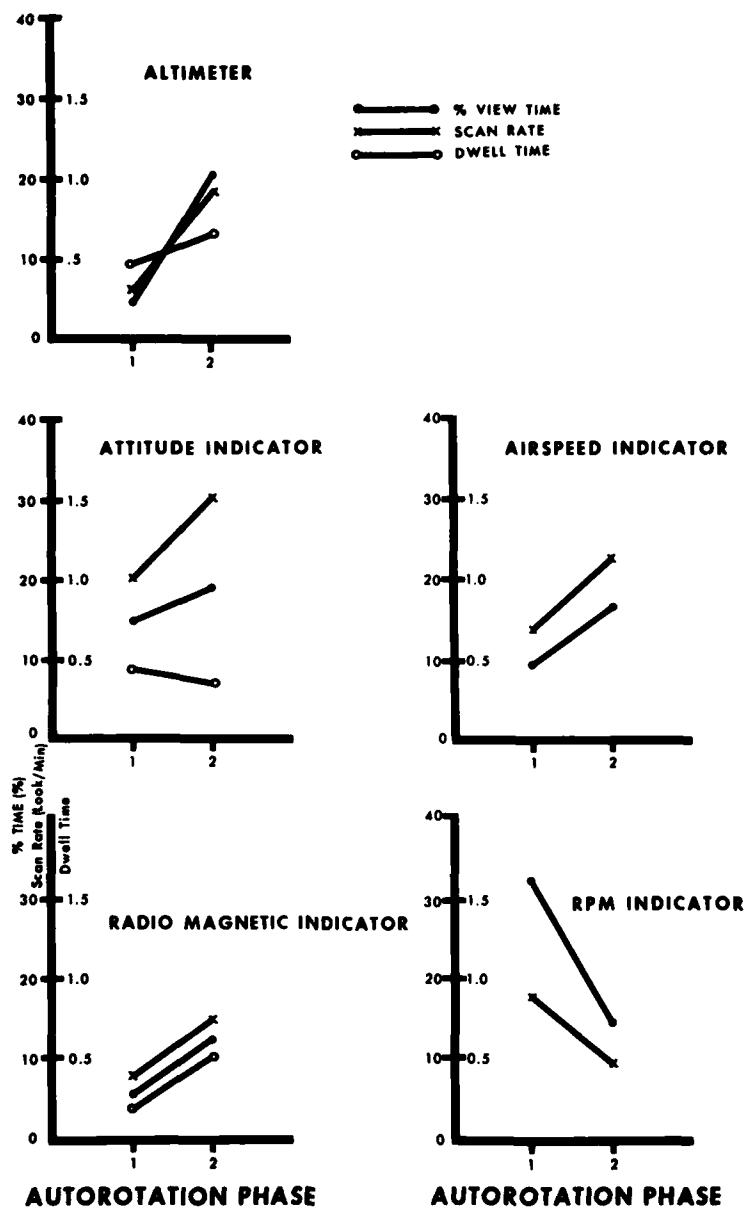 40
ALTIMETER
30 1.5
20 1.0
10 .5
0
1 2
% VIEW TIME
SCAN RATE
DWELL TIME
40
ATTITUDE INDICATOR
30 1.5
20 1.0
10 0.5
0
1 2
40
AIRSPEED INDICATOR
30 1.5
20 1.0
10 0.5
0
1 2
% TIME (%)
Scan Rate (Look/Min)
Dwell Time
30 1.5
RADIO MAGNETIC INDICATOR
20 1.0
10 0.5
0
1 2
AUTOROTATION PHASE
40
30 1.5
RPM INDICATOR
20 1.0
10 0.5
0
1 2
AUTOROTATION PHASE